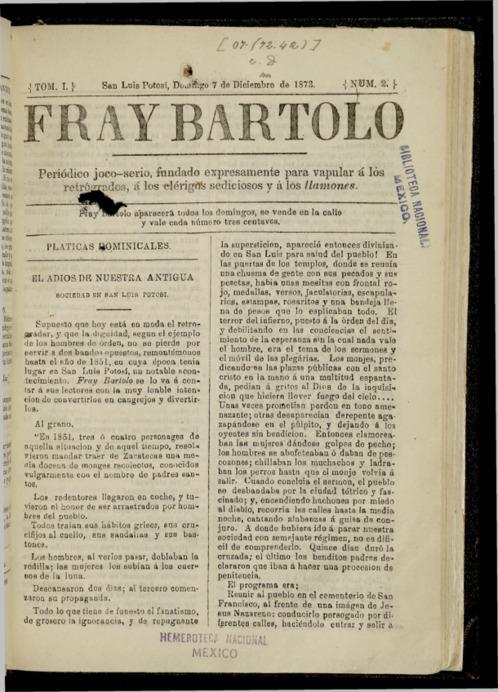 [07-(72.42)]
{ TOM. I. } San Luis Potosí, Domingo 7 de Diciembre de 1873. { NUM. 2. }
FRAY BARTOLO
Periódico joco-serio, fundado expresamente para vapular á los
retrógrados, á los clérigos sediciosos y á los llamones.
Fray Bartolo aparecerá todos los domingos, se vende en la calle
y vale cada número tres centavos.
BIBLIOTECA NACIONAL
MEXICO.
PLATICAS DOMINICALES.
EL ADIOS DE NUESTRA ANTIGUA
SOCIEDAD EN SAN LUIS POTOSI.
Supuesto que hoy está en moda el retro-
gradar, y que la dignidad, segun el ejemplo
de los hombres de órden, no se pierde por
servir á dos bandos opuestos, remontémonos
hasta el año de 1851, en cuya época tenia
lugar en San Luis Potosí, un notable acon-
tecimiento. Fray Bartolo se lo va á con-
tar á sus lectores con la muy loable inten-
cion de convertirlos en cangrejos y divertir-
los.
Al grano.
"En 1851, tres ó cuatro personages de
aquella situacion y de aquel tiempo, resol-
vieron mandar traer de Zacatecas una me-
dia docena de monges recolectos, conocidos
vulgarmente con el nombre de padres san-
tos.
Los redentores llegaron en coche, y tu-
vieron el honor de ser arrastrados por hom-
bres del pueblo.
Todos traian sus hábitos grises, sus cru-
cifijos al cuello, sus sandalias y sus bas-
tones.
Los hombres, al verlos pasar, doblaban la
rodilla; las mujeres los subian á los cuer-
nos de la luna.
Descansaron dos dias; al tercero comen-
zaron su propaganda.
Todo lo que tiene de funesto el fanatismo,
de grosero la ignorancia, y de repugnante
la supersticion, apareció entonces divinizan-
do en San Luis para salud del pueblo! En
las puertas de los templos, donde se reunia
una chusma de gente con sus pecados y sus
pesetas, habia unas mesitas con frontal ro-
jo, medallas, versos, jaculatorias, escapula-
rios, estampas, rosaritos y una bandeja lle-
na de pesos que lo esplicaban todo. El
terror del infierno, puesto á la órden del dia,
y debilitando en las conciencias el senti-
miento de la esperanza sin la cual nada vale
el hombre, era el tema de los sermones y
el móvil de las plegárias. Los monjes, pre-
dicando en las plazas públicas con el santo
cristo en la mano á una multitud espanta-
da, pedian á gritos al Dios de la inquisi-
cion que hiciera llover fuego del cielo....
Unas veces prometian perdon en tono ame-
nazante; otras desaparecian derepente aga-
zapándose en el púlpito, y dejando á los
oyentes sin bendicion. Entonces clamorea-
ban las mujeres dándose golpes de pecho;
los hombres se abofeteaban ó daban de pes-
cozones; chillaban los muchachos y ladra-
ban los perros hasta que el monje volvia á
salir. Cuando concluia el sermon, el pueblo
se desbandaba por la ciudad tétrico y fas-
cinado; y, encendiendo hachones por miedo
al diablo, recorria las calles hasta la media
noche, cantando alabanzas á guisa de con-
juro. A donde hubiera ido á parar nuestra
sociedad con semejante régimen, no es difí-
cil de comprenderlo. Quince dias duró la
cruzada; el último los benditos padres de-
clararon que iban á hacer una procesion de
penitencia.
El programa era;
Reunir al pueblo en el cementerio de San
Francisco, al frente de una imágen de Je-
sus Nazareno: conducirlo persogado por di-
ferentes calles, haciéndolo entrar y salir a
HEMEROTECA NACIONAL
MEXICO